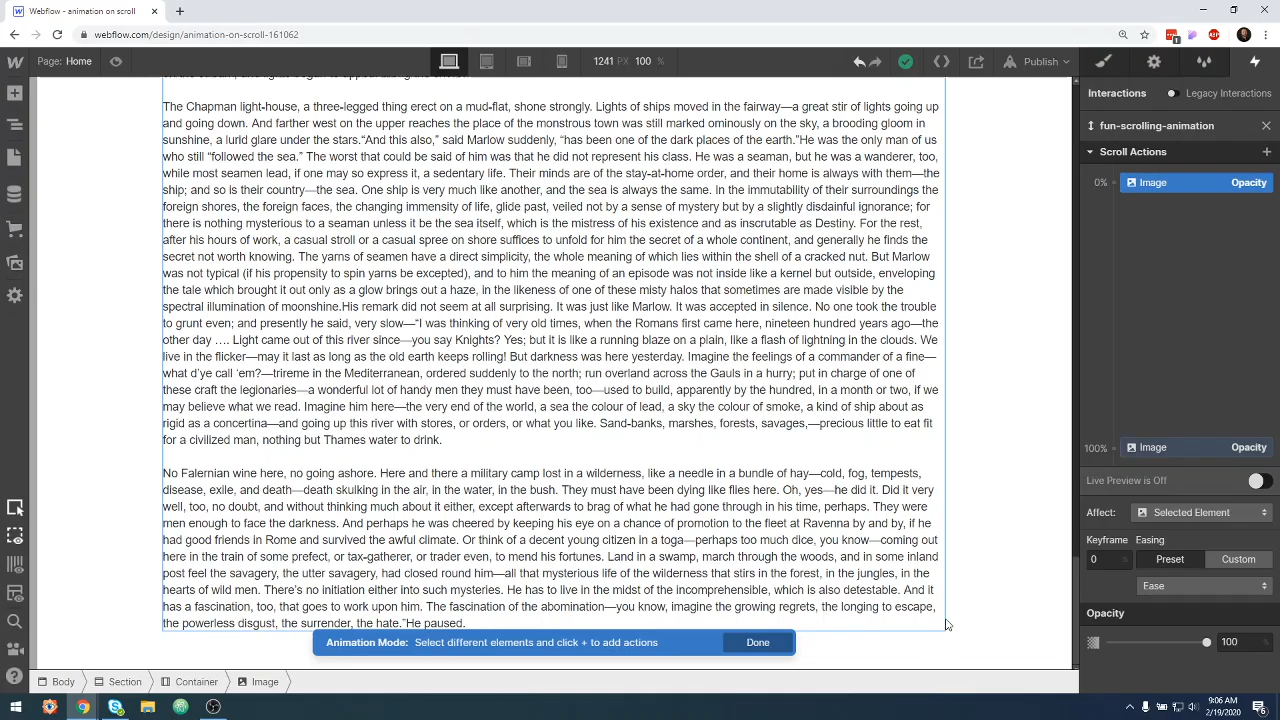 Webflow - animation on scroll
webflow.com/design/animation-on-scroll-161062
Page: Home
1241 PX 100 %
Publish
The Chapman light-house, a three-legged thing erect on a mud-flat, shone strongly. Lights of ships moved in the fairway—a great stir of lights going up
and going down. And farther west on the upper reaches the place of the monstrous town was still marked ominously on the sky, a brooding gloom in
sunshine, a lurid glare under the stars.“And this also,” said Marlow suddenly, “has been one of the dark places of the earth.”He was the only man of us
who still “followed the sea.” The worst that could be said of him was that he did not represent his class. He was a seaman, but he was a wanderer, too,
while most seamen lead, if one may so express it, a sedentary life. Their minds are of the stay-at-home order, and their home is always with them—the
ship; and so is their country—the sea. One ship is very much like another, and the sea is always the same. In the immutability of their surroundings the
foreign shores, the foreign faces, the changing immensity of life, glide past, veiled not by a sense of mystery but by a slightly disdainful ignorance; for
there is nothing mysterious to a seaman unless it be the sea itself, which is the mistress of his existence and as inscrutable as Destiny. For the rest,
after his hours of work, a casual stroll or a casual spree on shore suffices to unfold for him the secret of a whole continent, and generally he finds the
secret not worth knowing. The yarns of seamen have a direct simplicity, the whole meaning of which lies within the shell of a cracked nut. But Marlow
was not typical (if his propensity to spin yarns be excepted), and to him the meaning of an episode was not inside like a kernel but outside, enveloping
the tale which brought it out only as a glow brings out a haze, in the likeness of one of these misty halos that sometimes are made visible by the
spectral illumination of moonshine.His remark did not seem at all surprising. It was just like Marlow. It was accepted in silence. No one took the trouble
to grunt even; and presently he said, very slow—“I was thinking of very old times, when the Romans first came here, nineteen hundred years ago—the
other day …. Light came out of this river since—you say Knights? Yes; but it is like a running blaze on a plain, like a flash of lightning in the clouds. We
live in the flicker—may it last as long as the old earth keeps rolling! But darkness was here yesterday. Imagine the feelings of a commander of a fine—
what d’ye call ’em?—trireme in the Mediterranean, ordered suddenly to the north; run overland across the Gauls in a hurry; put in charge of one of
these craft the legionaries—a wonderful lot of handy men they must have been, too—used to build, apparently by the hundred, in a month or two, if we
may believe what we read. Imagine him here—the very end of the world, a sea the colour of lead, a sky the colour of smoke, a kind of ship about as
rigid as a concertina—and going up this river with stores, or orders, or what you like. Sand-banks, marshes, forests, savages,—precious little to eat fit
for a civilized man, nothing but Thames water to drink.
No Falernian wine here, no going ashore. Here and there a military camp lost in a wilderness, like a needle in a bundle of hay—cold, fog, tempests,
disease, exile, and death—death skulking in the air, in the water, in the bush. They must have been dying like flies here. Oh, yes—he did it. Did it very
well, too, no doubt, and without thinking much about it either, except afterwards to brag of what he had gone through in his time, perhaps. They were
men enough to face the darkness. And perhaps he was cheered by keeping his eye on a chance of promotion to the fleet at Ravenna by and by, if he
had good friends in Rome and survived the awful climate. Or think of a decent young citizen in a toga—perhaps too much dice, you know—coming out
here in the train of some prefect, or tax-gatherer, or trader even, to mend his fortunes. Land in a swamp, march through the woods, and in some inland
post feel the savagery, the utter savagery, had closed round him—all that mysterious life of the wilderness that stirs in the forest, in the jungles, in the
hearts of wild men. There’s no initiation either into such mysteries. He has to live in the midst of the incomprehensible, which is also detestable. And it
has a fascination, too, that goes to work upon him. The fascination of the abomination—you know, imagine the growing regrets, the longing to escape,
the powerless disgust, the surrender, the hate.”He paused.
Animation Mode: Select different elements and click + to add actions
Done
Body
Section
Container
Image
Interactions
Legacy Interactions
fun-scrolling-animation
Scroll Actions
0%
Image
Opacity
100%
Image
Opacity
Live Preview is Off
Affect:
Selected Element
Keyframe
Easing
0
Preset
Custom
Ease
Opacity
100 %
9:06 AM
2/19/2020